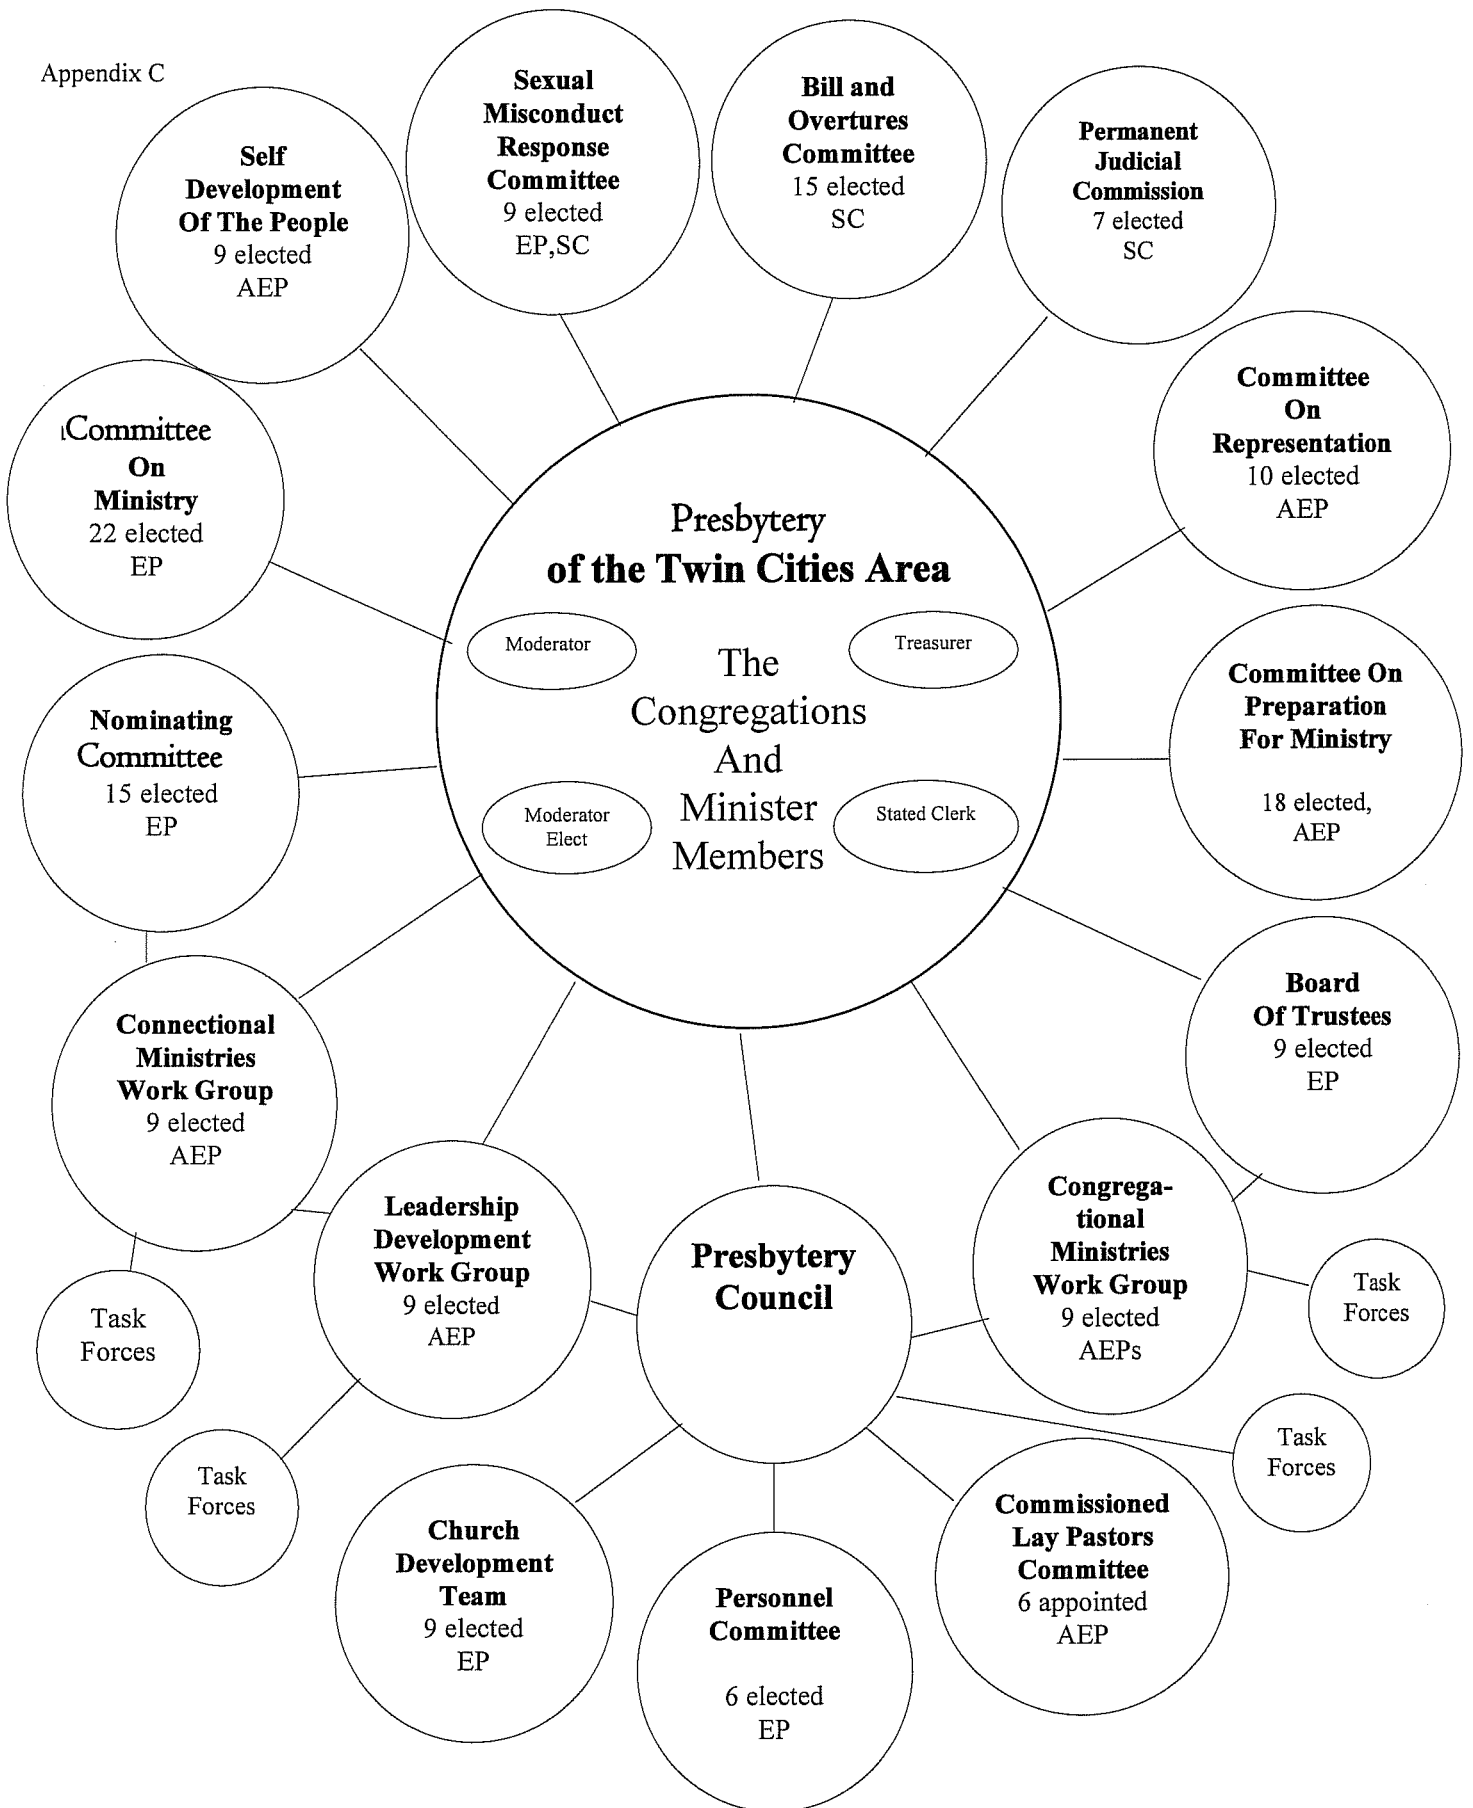 Appendix C
Sexual
Misconduct
Response
Committee
9 elected
EP,SC
Bill and
Overtures
Committee
15 elected
SC
Permanent
Judicial
Commission
7 elected
SC
Self
Development
Of The People
9 elected
AEP
Committee
On
Representation
10 elected
AEP
Committee
On
Ministry
22 elected
EP
Presbytery
of the Twin Cities Area
Moderator
Treasurer
The
Congregations
And
Minister
Members
Moderator
Elect
Stated Clerk
Committee On
Preparation
For Ministry
18 elected,
AEP
Nominating
Committee
15 elected
EP
Board
Of Trustees
9 elected
EP
Connectional
Ministries
Work Group
9 elected
AEP
Leadership
Development
Work Group
9 elected
AEP
Presbytery
Council
Congrega-
tional
Ministries
Work Group
9 elected
AEPs
Task
Forces
Task
Forces
Task
Forces
Task
Forces
Church
Development
Team
9 elected
EP
Personnel
Committee
6 elected
EP
Commissioned
Lay Pastors
Committee
6 appointed
AEP